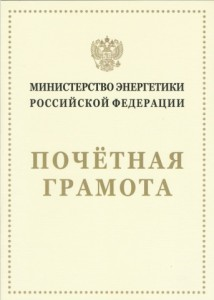 МИНИСТЕРСТВО ЭНЕРГЕТИКИ
РОССИЙСКОЙ ФЕДЕРАЦИИ
ПОЧЁТНАЯ
ГРАМОТА